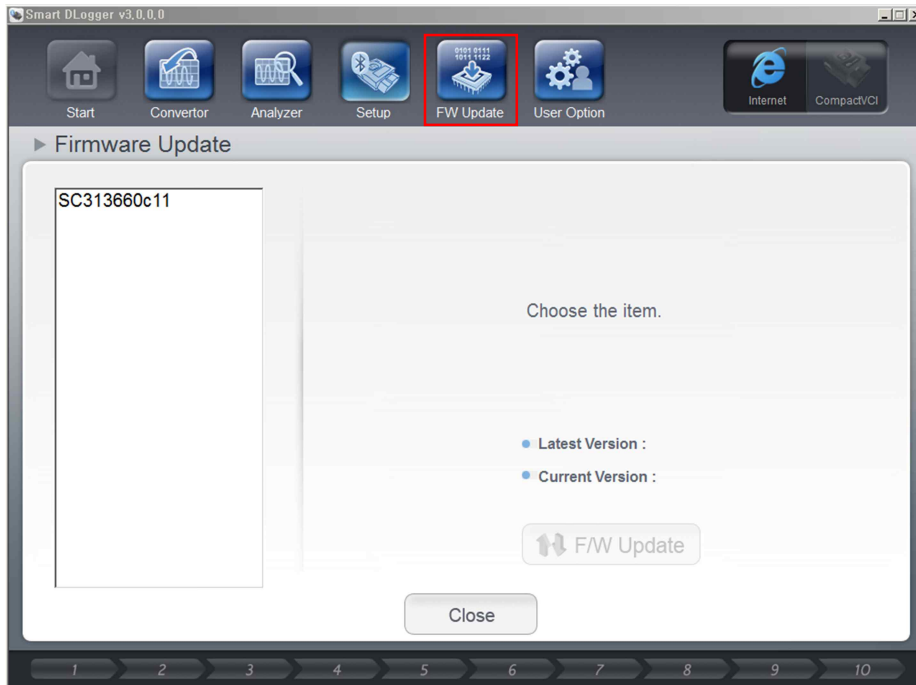 Smart DLogger v3,0,0,0
0101 0111
1011 1122
Start Convertor Analyzer Setup FW Update User Option Internet CompactVCI
Firmware Update
SC313660c11
Choose the item.
Latest Version :
Current Version :
F/W Update
Close
1 2 3 4 5 6 7 8 9 10